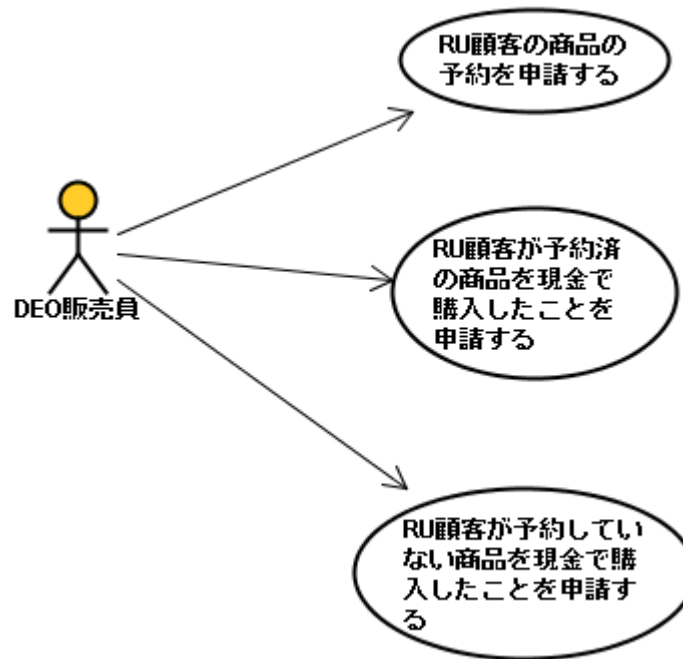 RU顧客の商品の
予約を申請する
RU顧客が予約済
の商品を現金で
購入したことを
申請する
DEO販売員
RU顧客が予約してい
ない商品を現金で購
入したことを申請す
る